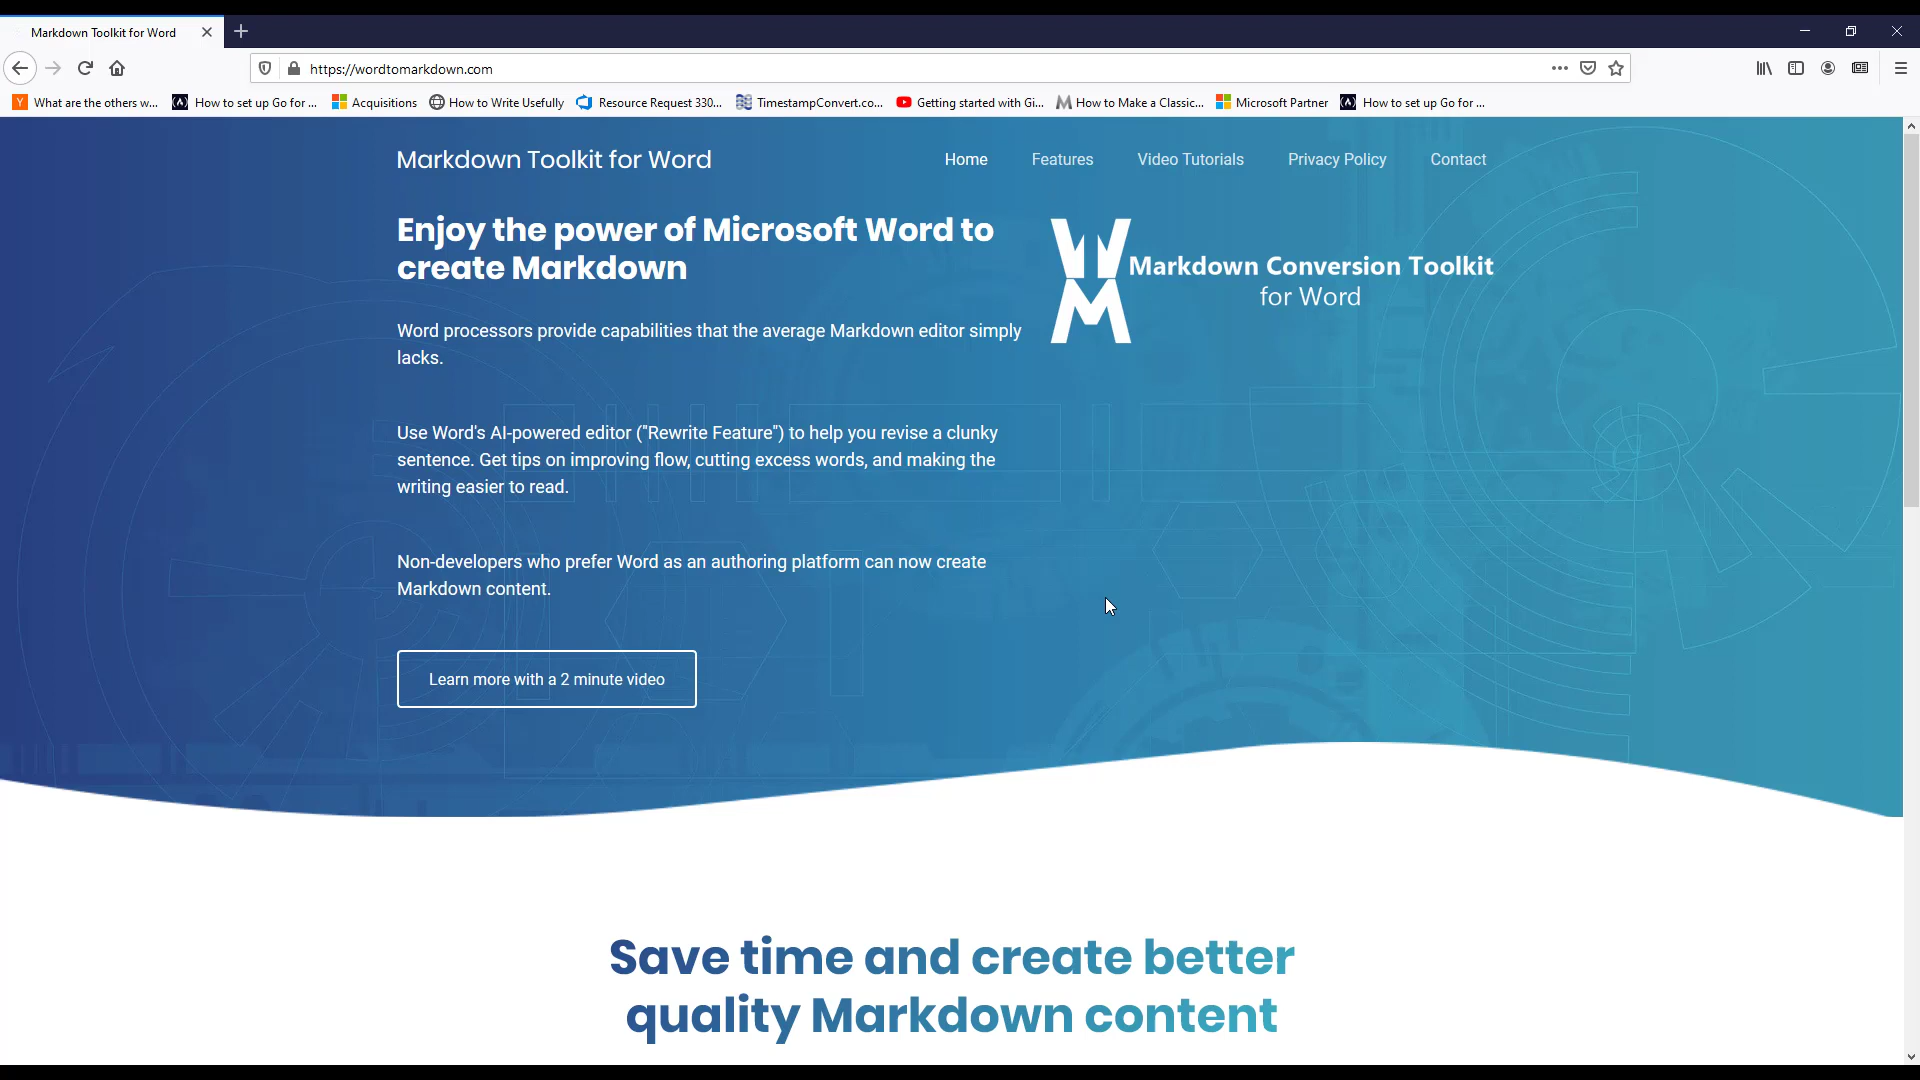 Markdown Toolkit for Word
https://wordtomarkdown.com
What are the others w...
How to set up Go for ...
Acquisitions
How to Write Usefully
Resource Request 330...
TimestampConvert.co...
Getting started with Gi...
How to Make a Classic...
Microsoft Partner
How to set up Go for ...
Markdown Toolkit for Word
Home
Features
Video Tutorials
Privacy Policy
Contact
Enjoy the power of Microsoft Word to
create Markdown
Markdown Conversion Toolkit
for Word
Word processors provide capabilities that the average Markdown editor simply
lacks.
Use Word's AI-powered editor ("Rewrite Feature") to help you revise a clunky
sentence. Get tips on improving flow, cutting excess words, and making the
writing easier to read.
Non-developers who prefer Word as an authoring platform can now create
Markdown content.
Learn more with a 2 minute video
Save time and create better
quality Markdown content